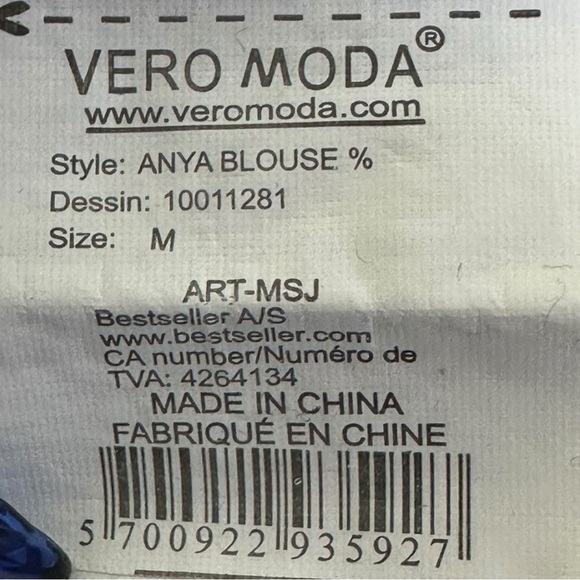 VERO MODA®
www.veromoda.com
Style: ANYA BLOUSE %
Dessin: 10011281
Size: M
ART-MSJ
Bestseller A/S
www.bestseller.com
CA number/Numéro de
TVA: 4264134
MADE IN CHINA
FABRIQUÉ EN CHINE
5 700922 935927